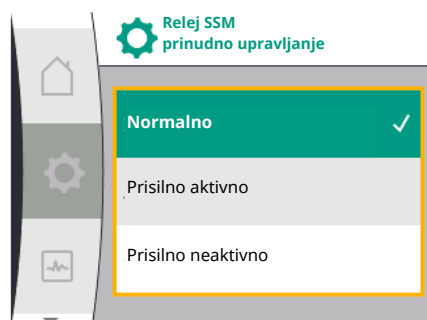 Relej SSM
prinudno upravljanje
Normalno
Prisilno aktivno
Prisilno neaktivno